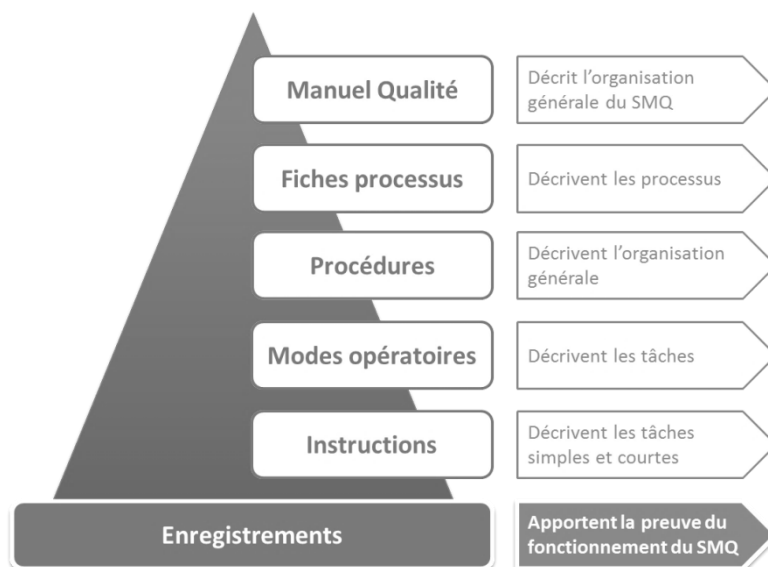 Manuel Qualité
Décrit l'organisation
générale du SMQ
Fiches processus
Décrivent les processus
Procédures
Décrivent l'organisation
générale
Modes opératoires
Décrivent les tâches
Instructions
Décrivent les tâches
simples et courtes
Enregistrements
Apportent la preuve du
fonctionnement du SMQ